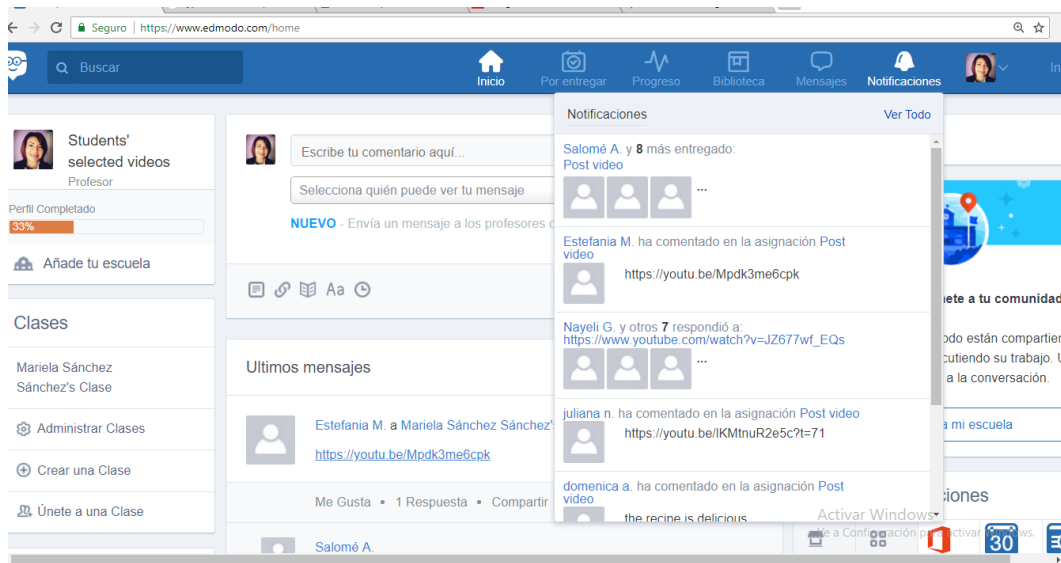 Seguro | https://www.edmodo.com/home
Buscar
Inicio
Por entregar
Progreso
Biblioteca
Mensajes
Notificaciones
Students'
selected videos
Profesor
Perfil Completado
33%
Añade tu escuela
Clases
Mariela Sánchez
Sánchez's Clase
Administrar Clases
Crear una Clase
Únete a una Clase
Escribe tu comentario aquí...
Selecciona quién puede ver tu mensaje
NUEVO - Envía un mensaje a los profesores
Aa
Ultimos mensajes
Estefania M. a Mariela Sánchez Sánchez'
https://youtu.be/Mpdk3me6cpk
Me Gusta • 1 Respuesta • Compartir
Salomé A.
Notificaciones
Ver Todo
Salomé A. y 8 más entregado:
Post video
...
Estefania M. ha comentado en la asignación Post
video
https://youtu.be/Mpdk3me6cpk
Nayeli G. y otros 7 respondió a:
https://www.youtube.com/watch?v=JZ677wf_EQs
...
juliana n. ha comentado en la asignación Post video
https://youtu.be/lKMtnuR2e5c?t=71
domenica a. ha comentado en la asignación Post
video
the recipe is delicious
ete a tu comunidad
odo están compartier
cutiendo su trabajo.
a la conversación.
a mi escuela
ciones
Activar Windows
Ve a Configuración para activar Windows.
30